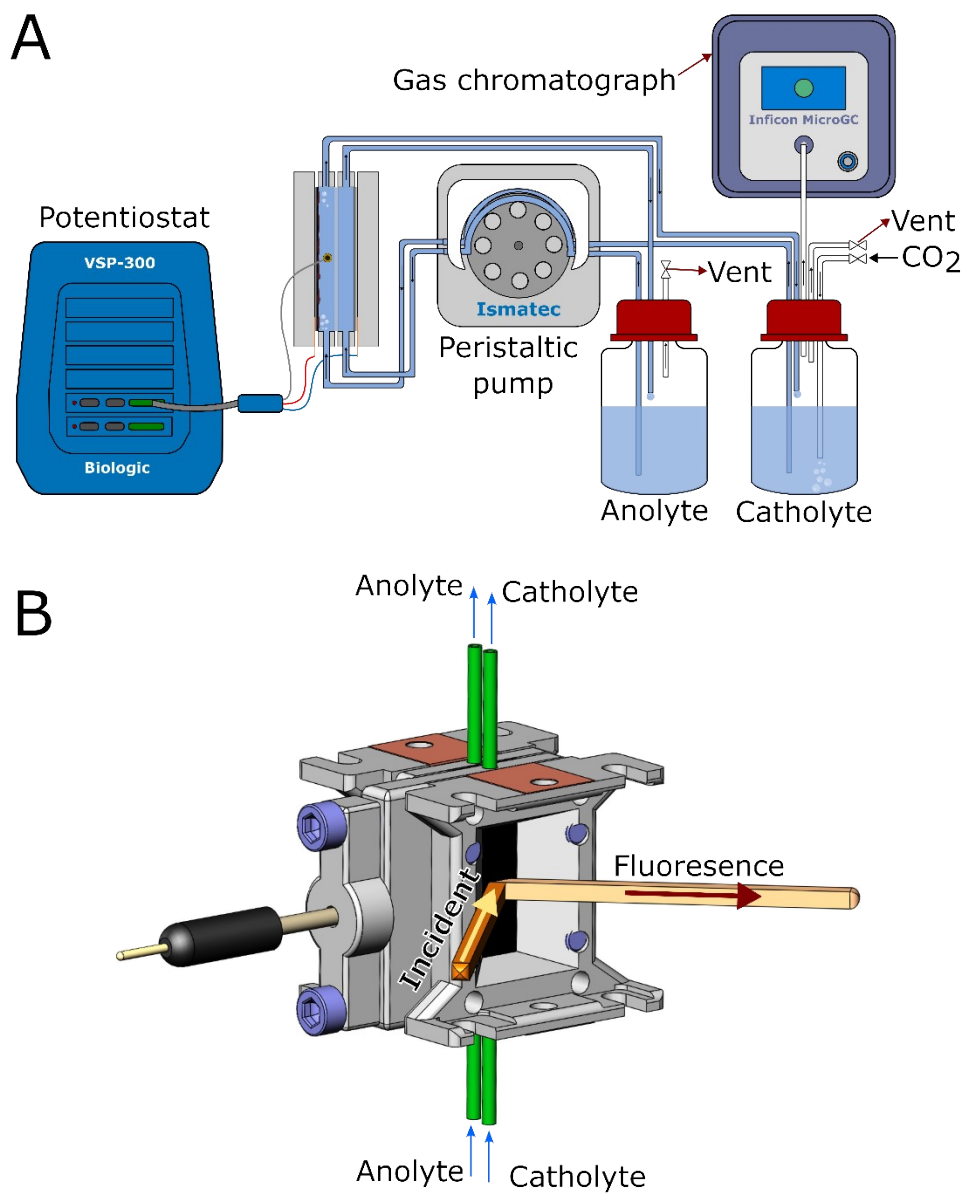 A
Gas chromatograph
Inficon MicroGC
Potentiostat
VSP-300
Vent
CO2
Vent
Ismatec
Peristaltic
pump
Biologic
Anolyte
Catholyte
B
Anolyte
Catholyte
Fluoresence
Incident
Anolyte
Catholyte